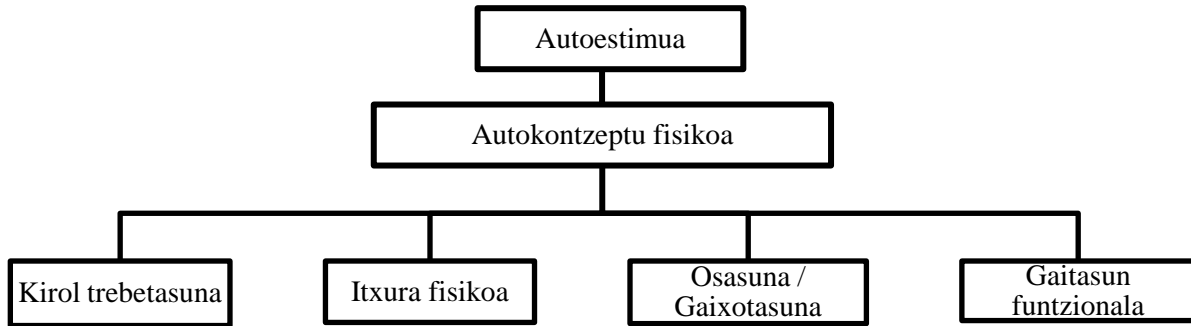 Autoestimua
Autokontzeptu fisikoa
Kirol trebetasuna
Itxura fisikoa
Osasuna /
Gaixotasuna
Gaitasun
funtzionala